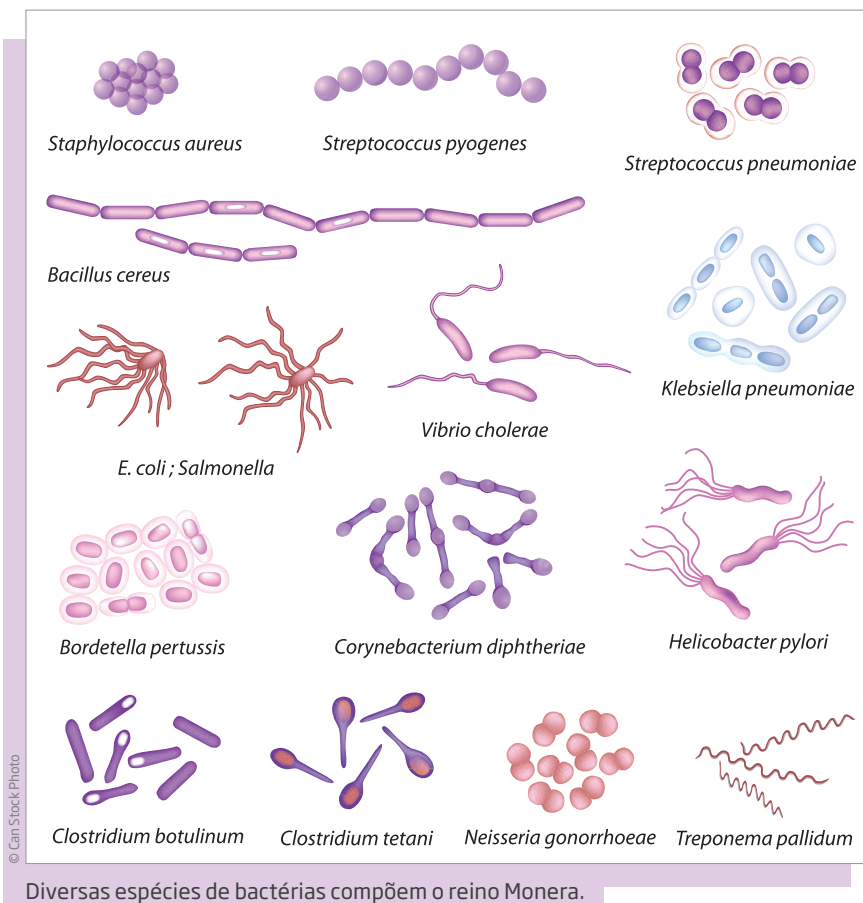 Staphylococcus aureus
Streptococcus pyogenes
Streptococcus pneumoniae
Bacillus cereus
Klebsiella pneumoniae
Vibrio cholerae
E. coli ; Salmonella
Bordetella pertussis
Corynebacterium diphtheriae
Helicobacter pylori
Clostridium botulinum
Clostridium tetani
Neisseria gonorrhoeae
Treponema pallidum
© Can Stock Photo
Diversas espécies de bactérias compõem o reino Monera.